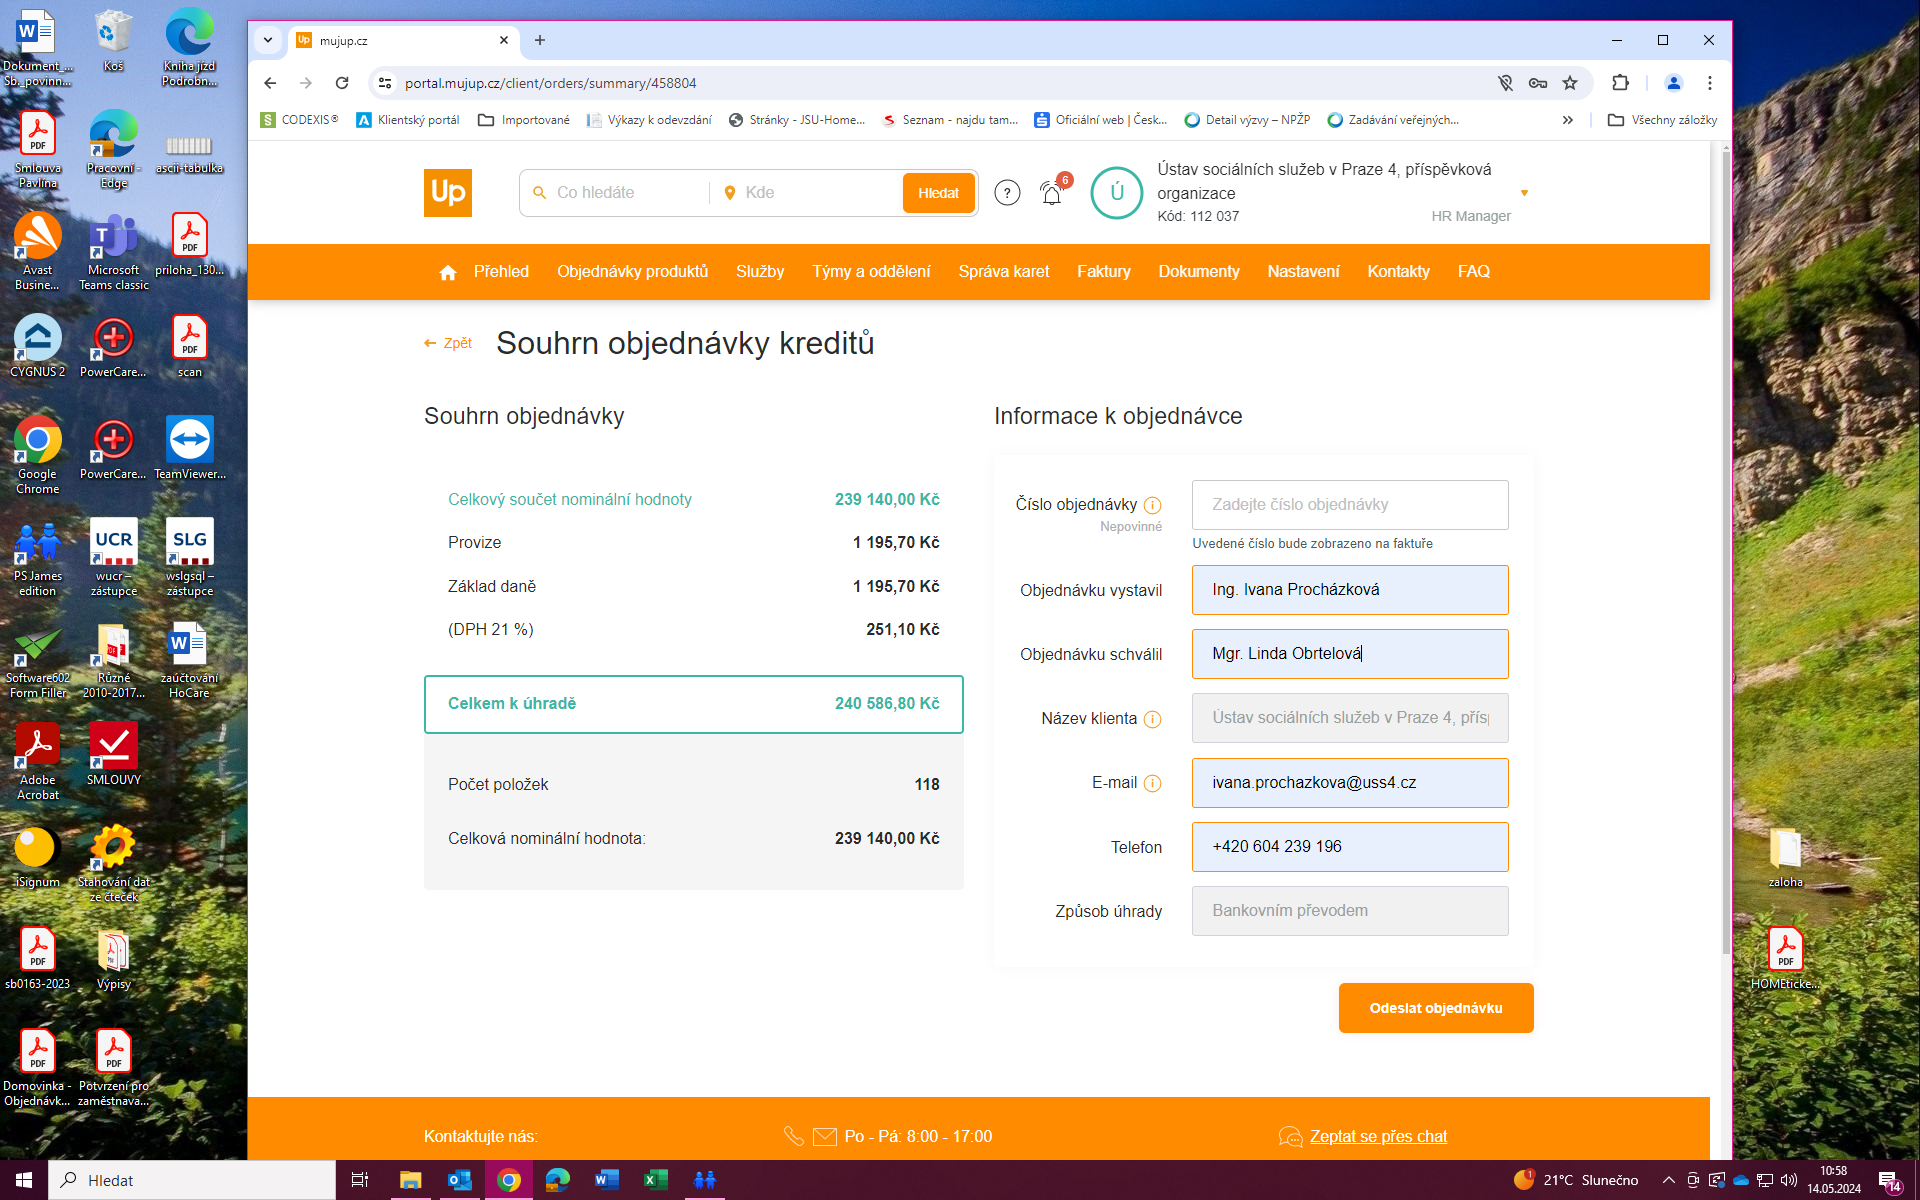 mujup.cz
portal.mujup.cz/client/orders/summary/458804
CODEXIS®
Klientský portál
Importované
Výkazy k odevzdání
Stránky - JSU-Home...
Seznam - najdu tam...
Oficiální web | Česk...
Detail výzvy – NPŽP
Zadávání veřejných...
Všechny záložky
Up
Co hledáte
Kde
Hledat
6
Ú
Ústav sociálních služeb v Praze 4, příspěvková
organizace
Kód: 112 037
HR Manager
Přehled
Objednávky produktů
Služby
Týmy a oddělení
Správa karet
Faktury
Dokumenty
Nastavení
Kontakty
FAQ
Zpět
Souhrn objednávky kreditů
Souhrn objednávky
Celkový součet nominální hodnoty 239 140,00 Kč
Provize 1 195,70 Kč
Základ daně 1 195,70 Kč
(DPH 21 %) 251,10 Kč
Celkem k úhradě 240 586,80 Kč
Počet položek 118
Celková nominální hodnota: 239 140,00 Kč
Informace k objednávce
Číslo objednávky Zadejte číslo objednávky
Nepovinné
Uvedené číslo bude zobrazeno na faktuře
Objednávku vystavil Ing. Ivana Procházková
Objednávku schválil Mgr. Linda Obrtelová
Název klienta Ústav sociálních služeb v Praze 4, přísp
E-mail ivana.prochazkova@uss4.cz
Telefon +420 604 239 196
Způsob úhrady Bankovním převodem
Odeslat objednávku
Kontaktujte nás:
Po - Pá: 8:00 - 17:00
Zeptat se přes chat
Dokument_...
Sb._povinn...
Koš
Kniha jízd
Podrobn...
Smlouva
Pavlína
Pracovní -
Edge
ascii-tabulka
Avast
Busine...
Microsoft
Teams classic
priloha_130...
CYGNUS 2
PowerCare...
scan
Google
Chrome
PowerCare...
TeamViewer...
PS James
edition
UCR
wucr –
zástupce
SLG
wslgsql –
zástupce
Software602
Form Filler
Různé
2010-2017...
zaúčtování
HoCare
Adobe
Acrobat
SMLOUVY
iSignum
Stahování dat
ze čteček
sb0163-2023
Výpisy
Domovinka -
Objednávk...
Potvrzení pro
zaměstnava...
zaloha
HOMEticke...
Hledat
1
21°C Slunečno
10:58
14.05.2024
14